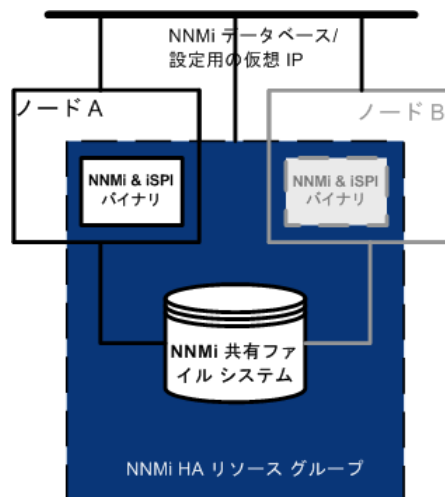 NNMi データベース/
設定用の仮想 IP
ノード A
ノード B
NNMi & iSPI
バイナリ
NNMi & iSPI
バイナリ
NNMi 共有ファ
イル システム
NNMi HA リソース グループ